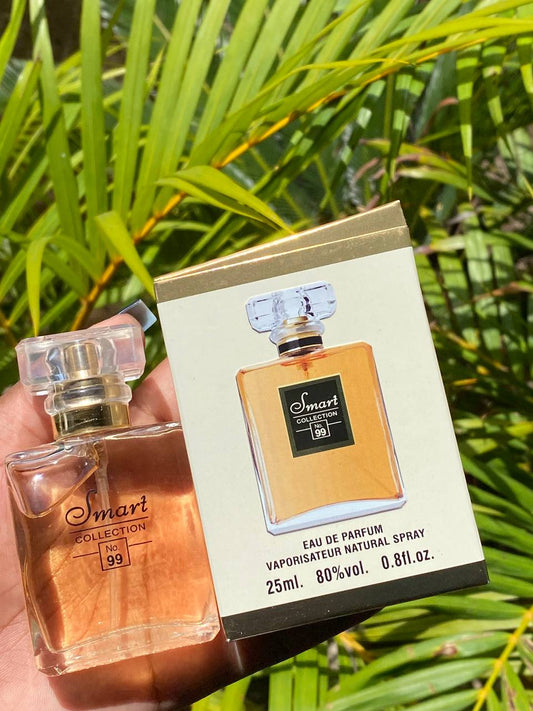 Smart
COLLECTION
No.
99
Smart
COLLECTION
No.
99
EAU DE PARFUM
VAPORISATEUR NATURAL SPRAY
25ml. 80%vol. 0.8fl.oz.